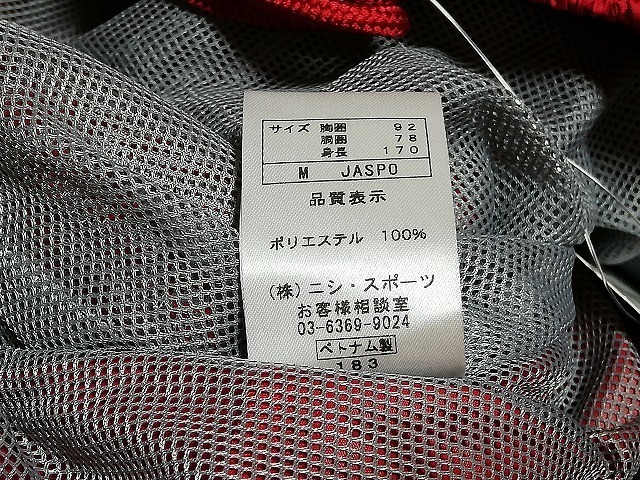 サイズ 胸囲 92
胴囲 78
身長 170
M JASPO
品質表示
ポリエステル 100%
(株)ニシ・スポーツ
お客様相談室
03-6369-9024
ベトナム製
183